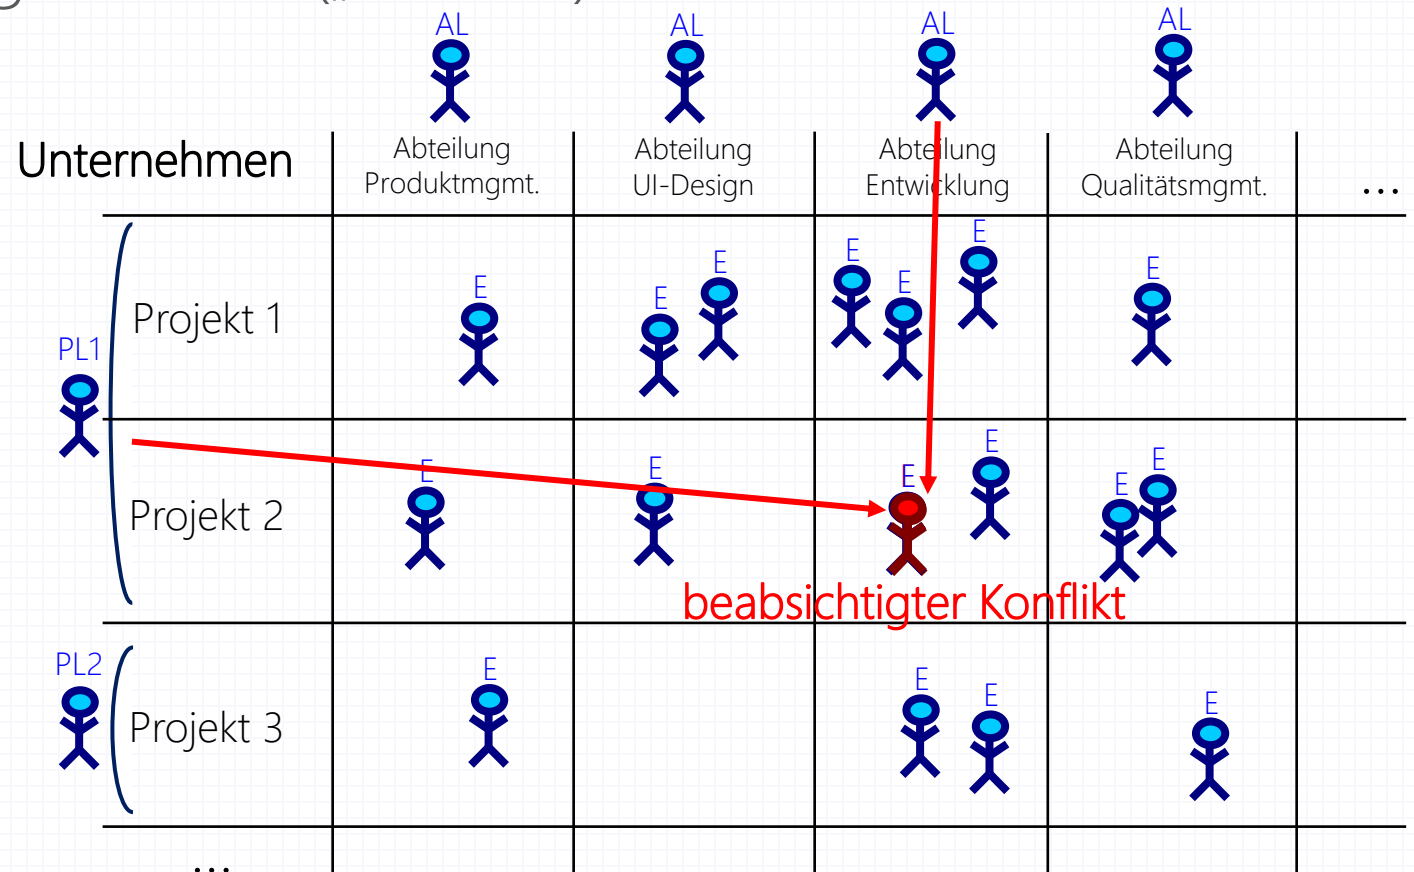 AL AL AL AL
Unternehmen
Abteilung
Produktmgmt.
Abteilung
UI-Design
Abteilung
Entwicklung
Abteilung
Qualitätsmgmt.
...
PL1
Projekt 1
E
E
E
E
E
E
E
Projekt 2
E
E
E
E
E
E
beabsichtigter Konflikt
PL2
Projekt 3
E
E
E
E
...